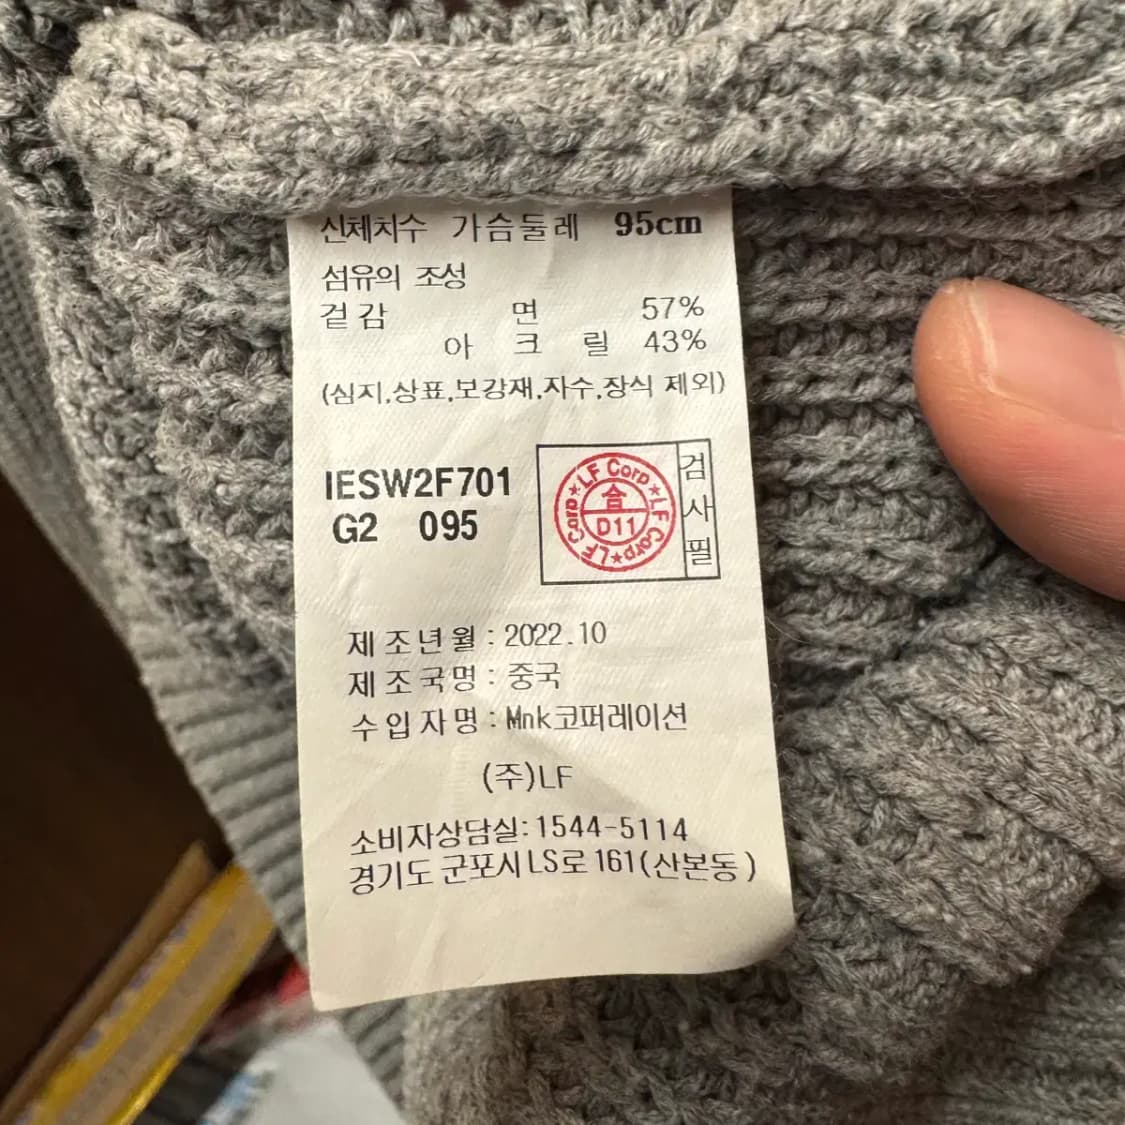 신체치수 가슴둘레 95cm
섬유의 조성
겉감 면 57%
아크릴 43%
(심지,상표,보강재,자수,장식 제외)
IESW2F701
G2 095
LF Corp★LF Corp★LF Corp★
合
D11
검사필
제조년월:2022.10
제조국명:중국
수입자명:Mnk코퍼레이션
(주)LF
소비자상담실:1544-5114
경기도 군포시 LS로 161(산본동)